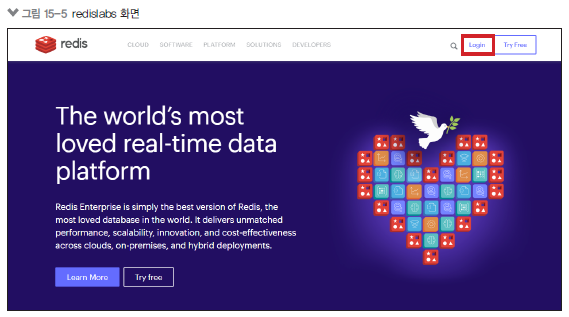 그림 15-5 redislabs 화면
redis CLOUD SOFTWARE PLATFORM SOLUTIONS DEVELOPERS Login Try Free
The world's most
loved real-time data
platform
Redis Enterprise is simply the best version of Redis, the
most loved database in the world. It delivers unmatched
performance, scalability, innovation, and cost-effectiveness
across clouds, on-premises, and hybrid deployments.
Learn More Try free